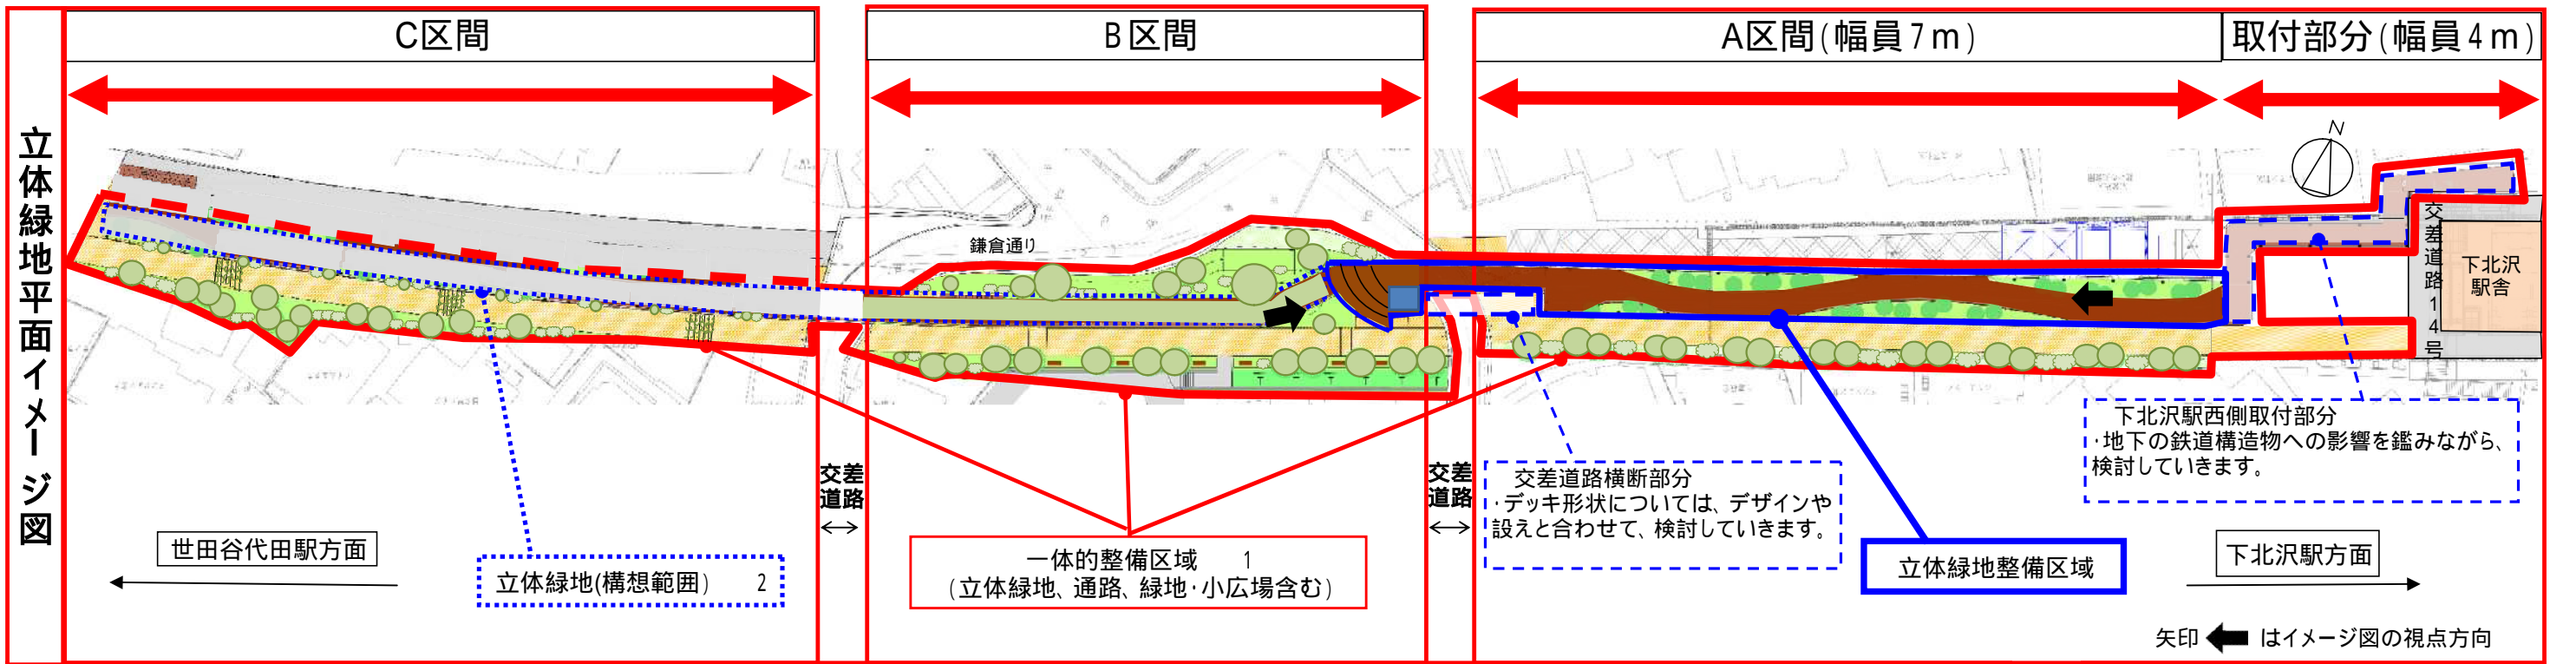 立体緑地平面イメージ図
C区間
B区間
A区間(幅員7m)
取付部分(幅員4m)
N
鎌倉通り
交差道路14号
下北沢
駅舎
下北沢駅西側取付部分
・地下の鉄道構造物への影響を鑑みながら、
検討していきます。
交差
道路
交差
道路
交差道路横断部分
・デッキ形状については、デザインや
設えと合わせて、検討していきます。
世田谷代田駅方面
立体緑地(構想範囲) 2
一体的整備区域 1
(立体緑地、通路、緑地・小広場含む)
立体緑地整備区域
下北沢駅方面
矢印 はイメージ図の視点方向